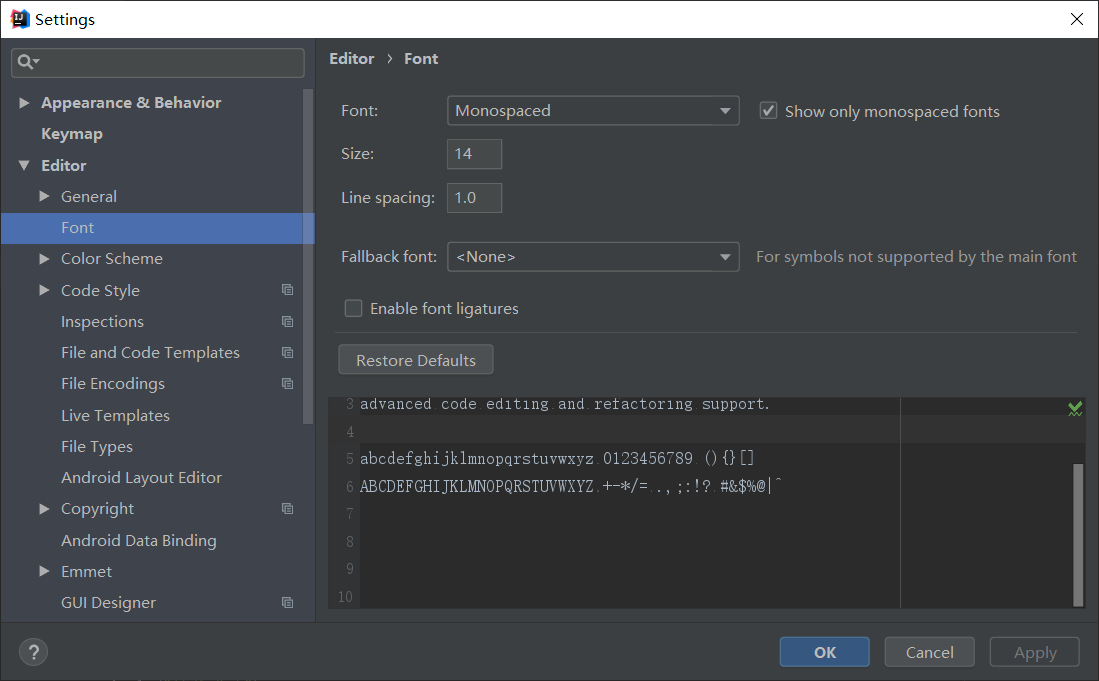 Settings
Editor › Font
Appearance & Behavior
Keymap
Editor
General
Font
Color Scheme
Code Style
Inspections
File and Code Templates
File Encodings
Live Templates
File Types
Android Layout Editor
Copyright
Android Data Binding
Emmet
GUI Designer
Font: Monospaced Show only monospaced fonts
Size: 14
Line spacing: 1.0
Fallback font: <None> For symbols not supported by the main font
Enable font ligatures
Restore Defaults
3 advanced code editing and refactoring support.
4
5 abcdefghijklmnopqrstuvwxyz 0123456789 (){}[]
6 ABCDEFGHIJKLMNOPQRSTUVWXYZ +-*/= .,;:!? #&$%@|^
7
8
9
10
? OK Cancel Apply